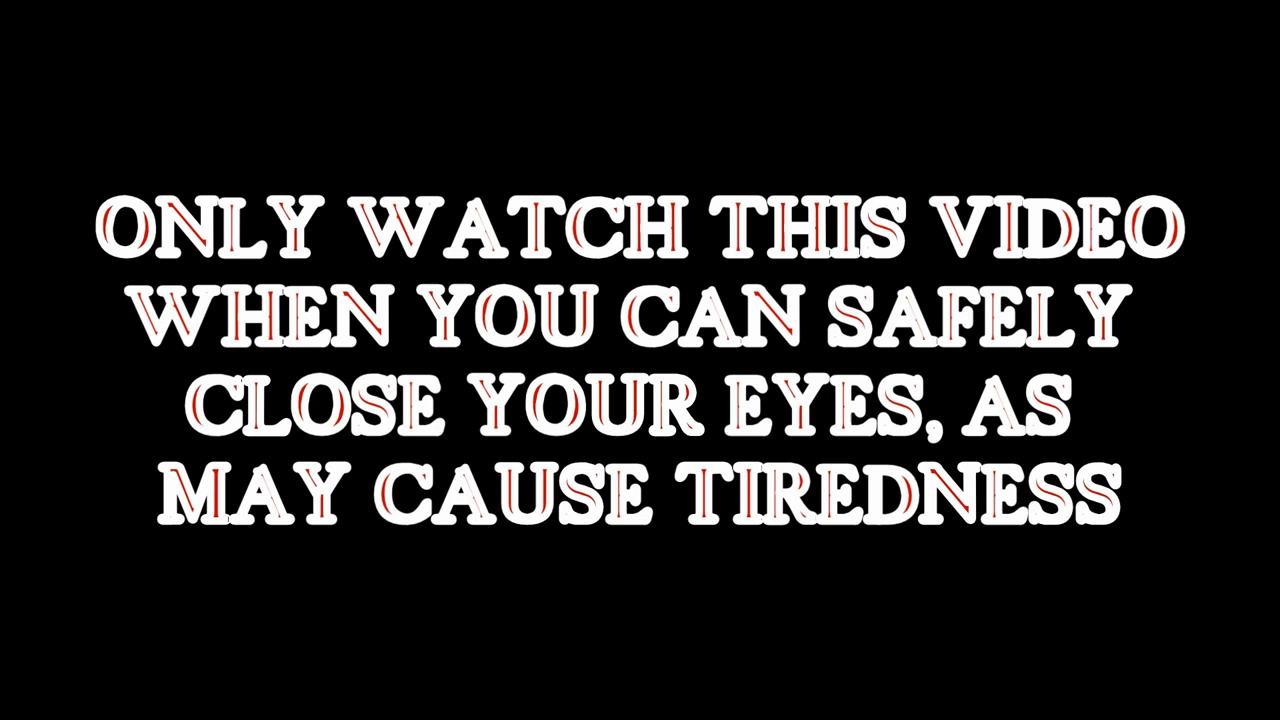 ONLY WATCH THIS VIDEO
WHEN YOU CAN SAFELY
CLOSE YOUR EYES, AS
MAY CAUSE TIREDNESS